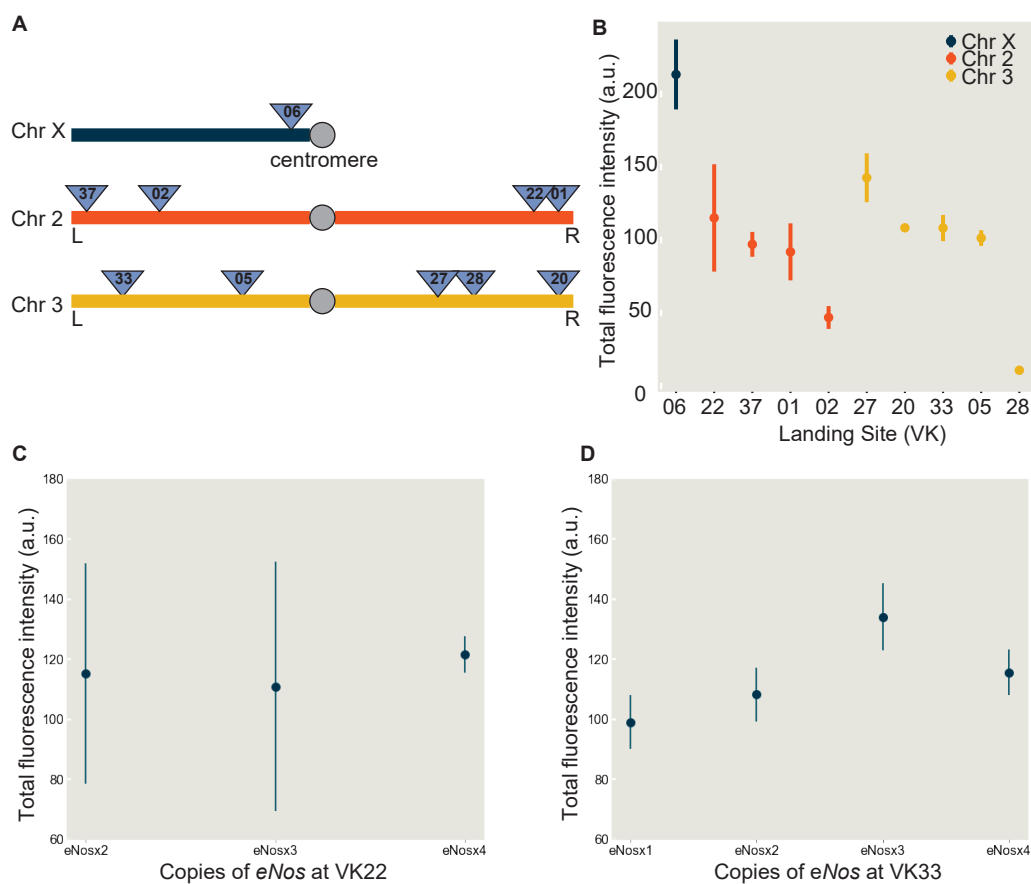 A
Chr X
06
centromere
Chr 2
37
02
22
01
L
R
Chr 3
33
05
27
28
20
L
R
B
Total fluorescence intensity (a.u.)
200
150
100
50
0
Chr X
Chr 2
Chr 3
06 22 37 01 02 27 20 33 05 28
Landing Site (VK)
C
Total fluorescence intensity (a.u.)
180
160
140
120
100
80
60
eNosx2 eNosx3 eNosx4
Copies of eNos at VK22
D
Total fluorescence intensity (a.u.)
180
160
140
120
100
80
60
eNosx1 eNosx2 eNosx3 eNosx4
Copies of eNos at VK33